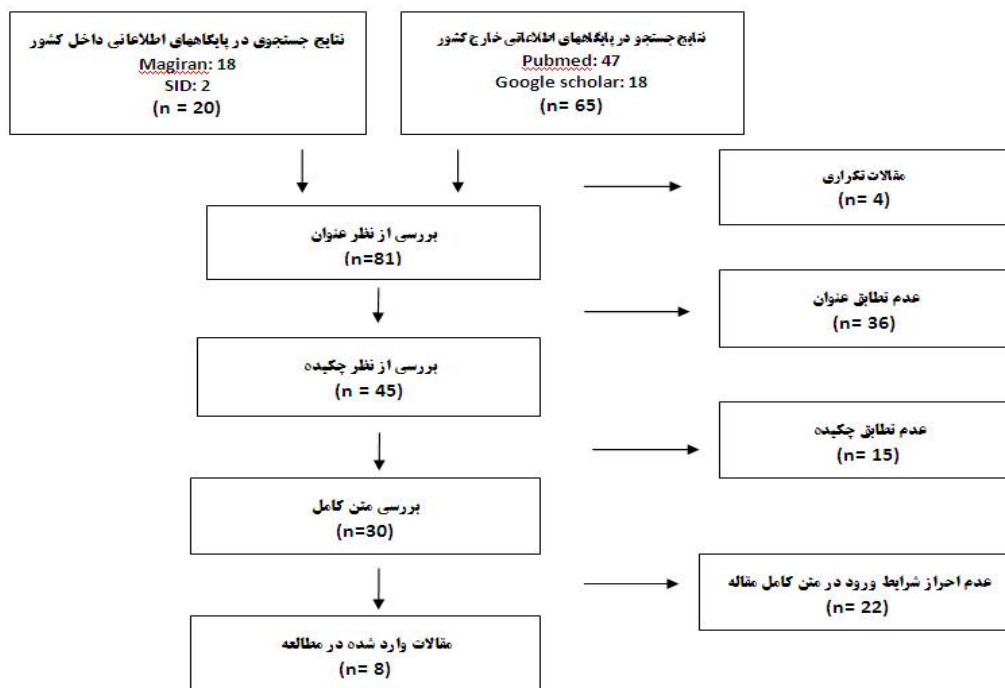 نتایج جستجوی در پایگاههای اطلاعاتی داخل کشور
Magiran: 18
SID: 2
(n = 20)
نتایج جستجو در پایگاههای اطلاعاتی خارج کشور
Pubmed: 47
Google scholar: 18
(n= 65)
مقالات تکراری
(n= 4)
بررسی از نظر عنوان
(n=81)
عدم تطابق عنوان
(n= 36)
بررسی از نظر چکیده
(n = 45)
عدم تطابق چکیده
(n= 15)
بررسی متن کامل
(n=30)
عدم احراز شرایط ورود در متن کامل مقاله
(n= 22)
مقالات وارد شده در مطالعه
(n= 8)